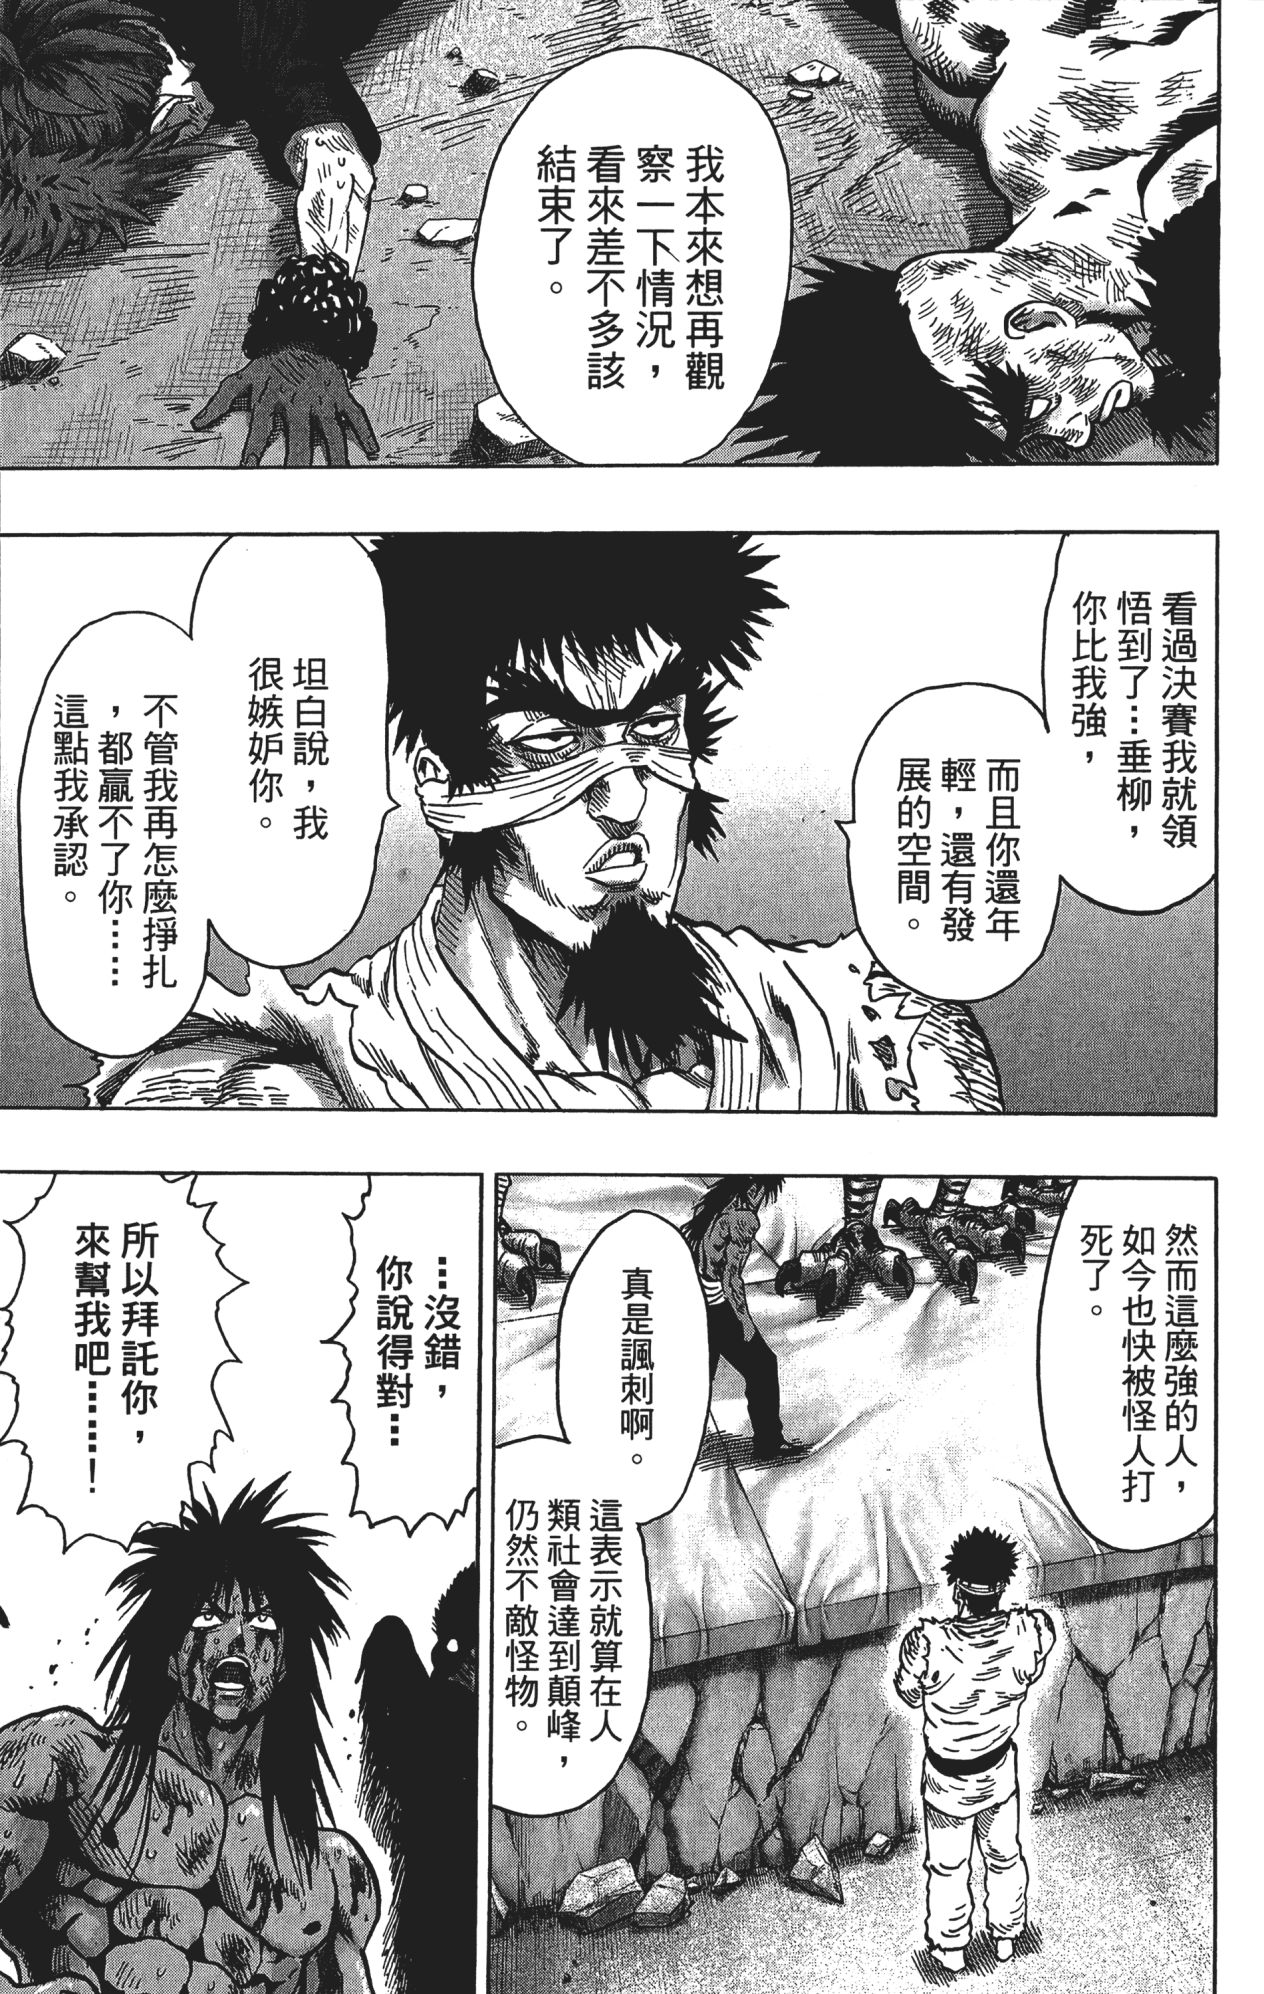 我本來想再觀
察一下情況，
看來差不多該
結束了。
看過決賽我就領
悟到了…垂柳，
你比我強，
而且你還年
輕，還有發
展的空間。
坦白說，我
很嫉妒你。
不管我再怎麼掙扎
，都贏不了你……
這點我承認。
然而這麼強的人，
如今也快被怪人打
死了。
真是諷刺啊。
這表示就算在人
類社會達到顛峰，
仍然不敵怪物。
…沒錯，
你說得對…
所以拜託你，
來幫我吧……！